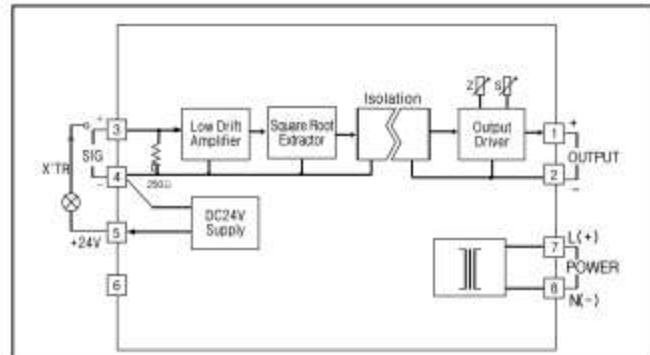 Isolation
Z S
Low Drift
Amplifier
Square Root
Extractor
Output
Driver
+ 3
SIG
- 4
X'TR
250Ω
1 +
OUTPUT
2 -
DC24V
Supply
5
+24V
6
7 L(+)
POWER
8 N(-)